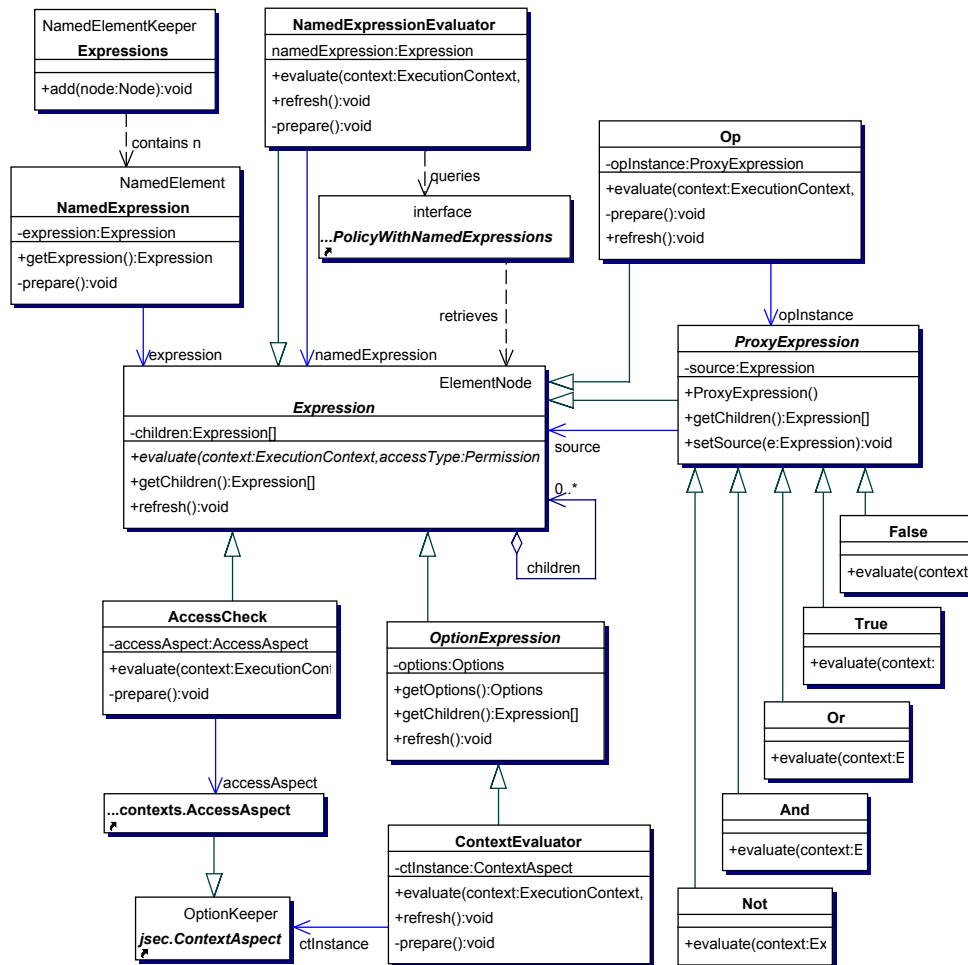 NamedElementKeeper
Expressions
+add(node:Node):void
contains n
NamedElement
NamedExpression
-expression:Expression
+getExpression():Expression
-prepare():void
expression
NamedExpressionEvaluator
namedExpression:Expression
+evaluate(context:ExecutionContext,
+refresh():void
-prepare():void
queries
interface
...PolicyWithNamedExpressions
retrieves
namedExpression
Op
-opInstance:ProxyExpression
+evaluate(context:ExecutionContext,
-prepare():void
+refresh():void
opInstance
ProxyExpression
-source:Expression
+ProxyExpression()
+getChildren():Expression[]
+setSource(e:Expression):void
source
ElementNode
Expression
-children:Expression[]
+evaluate(context:ExecutionContext,accessType:Permission
+getChildren():Expression[]
+refresh():void
0..*
children
False
+evaluate(context
True
+evaluate(context:
Or
+evaluate(context:E
And
+evaluate(context:E
Not
+evaluate(context:Ex
AccessCheck
-accessAspect:AccessAspect
+evaluate(context:ExecutionCont
-prepare():void
accessAspect
...contexts.AccessAspect
OptionKeeper
jsec.ContextAspect
OptionExpression
-options:Options
+getOptions():Options
+getChildren():Expression[]
+refresh():void
ContextEvaluator
-ctInstance:ContextAspect
+evaluate(context:ExecutionContext,
+refresh():void
-prepare():void
ctInstance